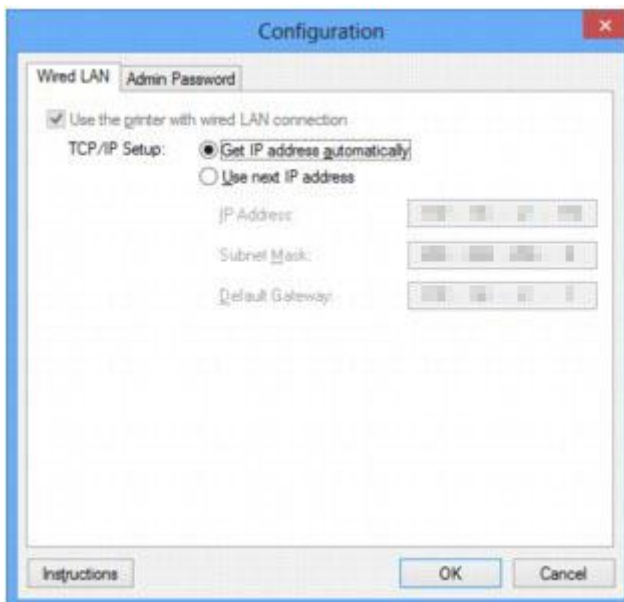 Configuration
Wired LAN Admin Password
Use the printer with wired LAN connection
TCP/IP Setup: Get IP address automatically
Use next IP address
IP Address:
Subnet Mask:
Default Gateway:
Instructions OK Cancel